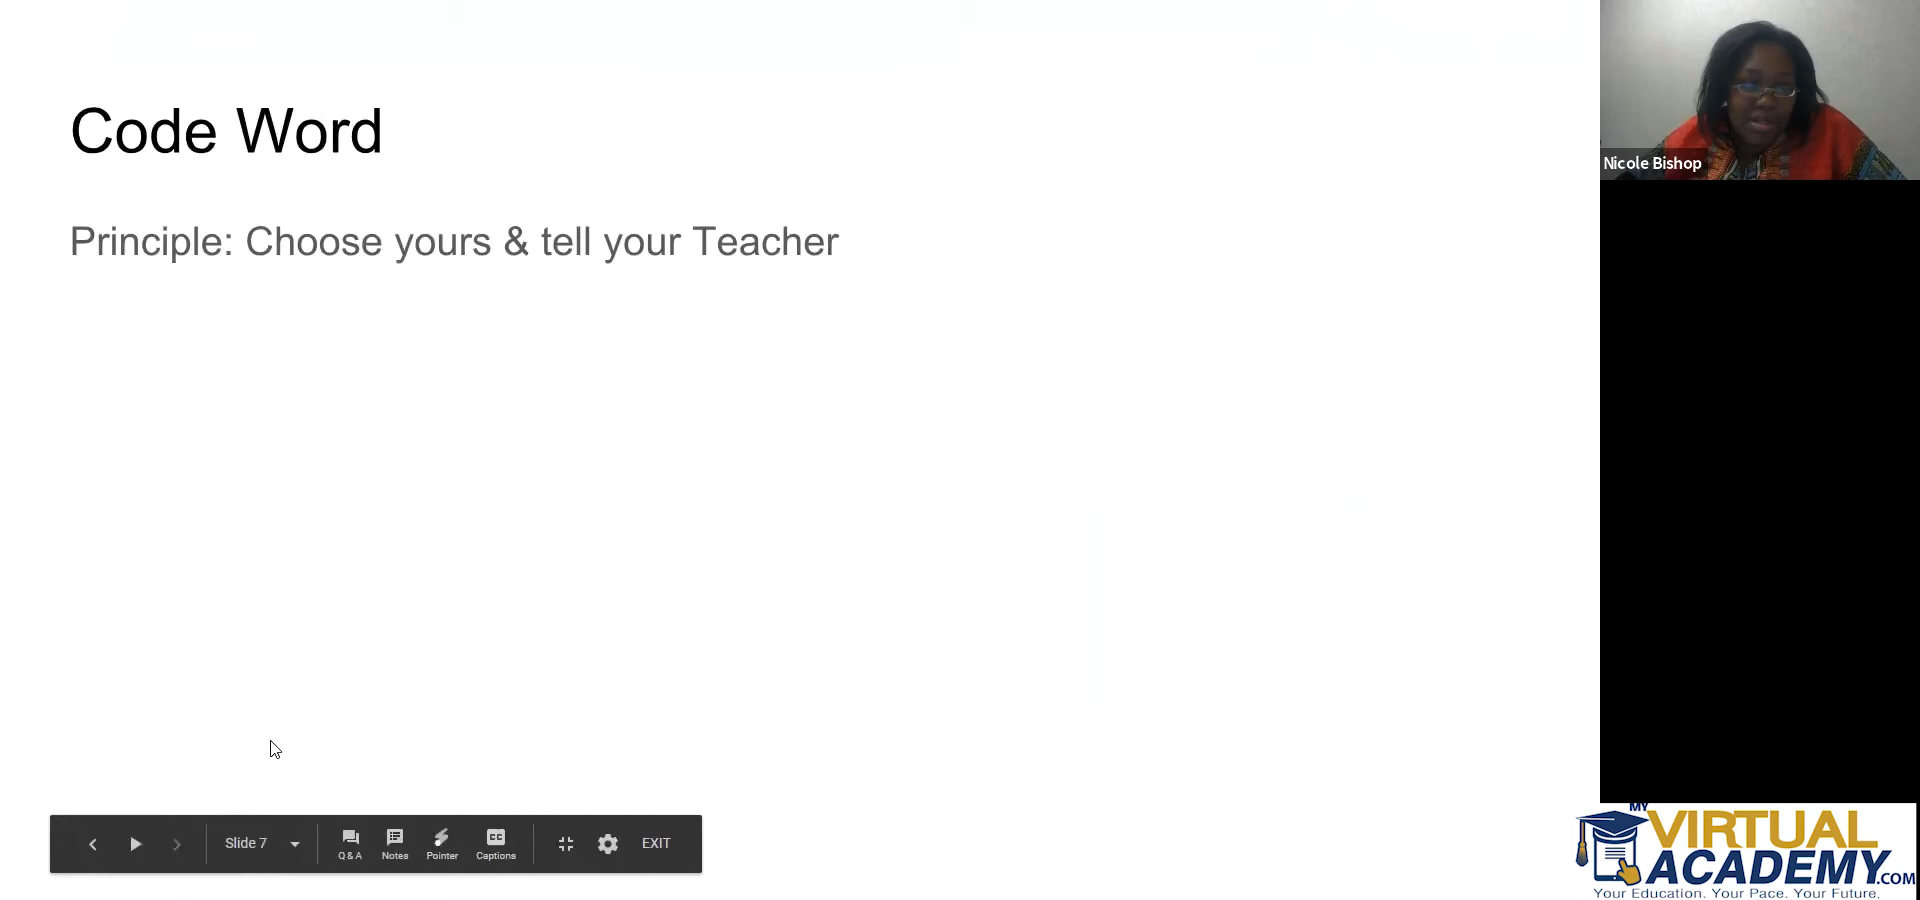 Code Word
Principle: Choose yours & tell your Teacher
Nicole Bishop
Slide 7
Q & A
Notes
Pointer
CC
Captions
EXIT
MY
VIRTUAL
ACADEMY.COM
Your Education. Your Pace. Your Future.